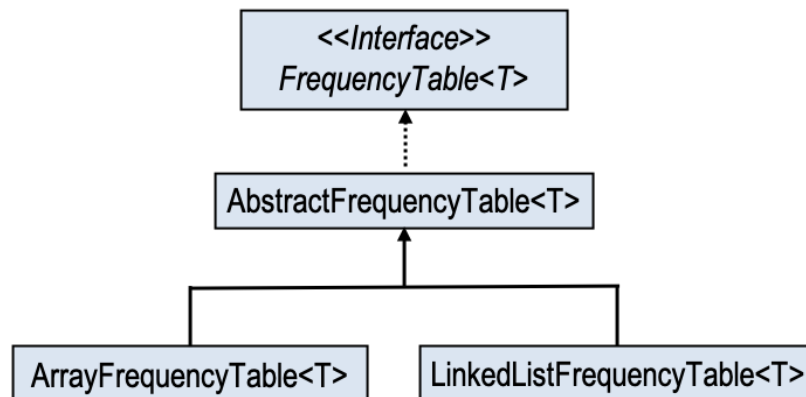 <<Interface>>
FrequencyTable<T>
AbstractFrequencyTable<T>
ArrayFrequencyTable<T>
LinkedListFrequencyTable<T>